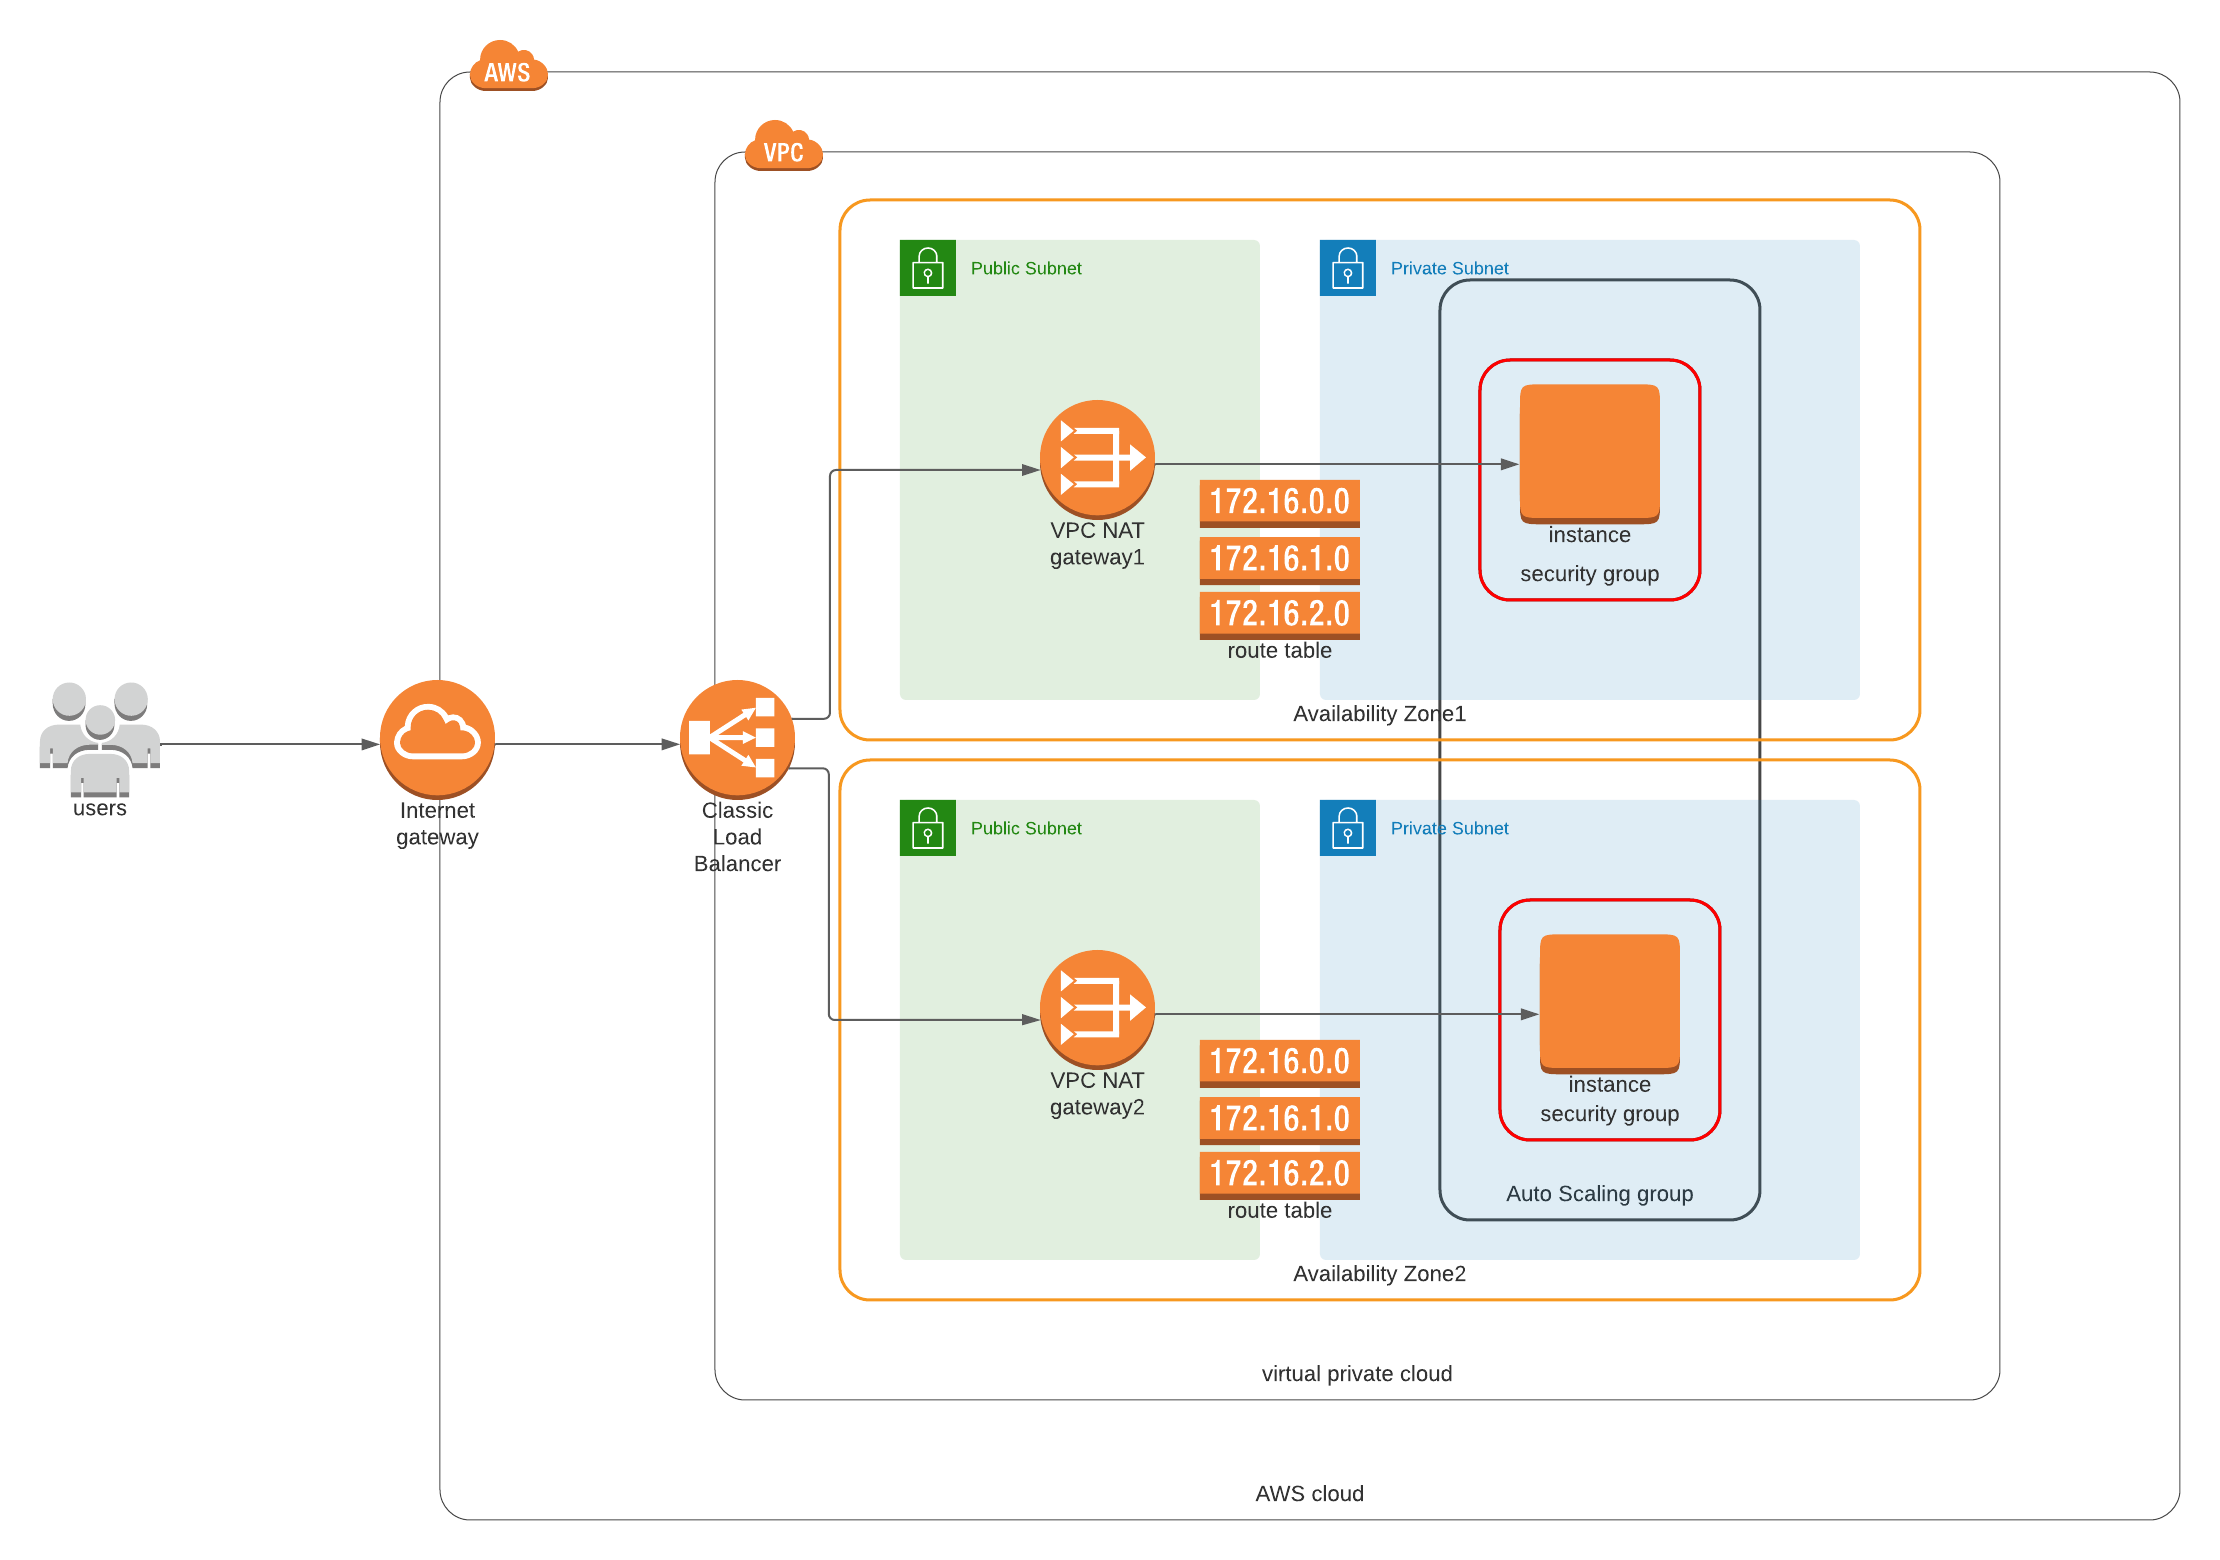 AWS
VPC
Public Subnet
Private Subnet
VPC NAT
gateway1
172.16.0.0
172.16.1.0
172.16.2.0
route table
instance
security group
Availability Zone1
users
Internet
gateway
Classic
Load
Balancer
Public Subnet
Private Subnet
VPC NAT
gateway2
172.16.0.0
172.16.1.0
172.16.2.0
route table
instance
security group
Auto Scaling group
Availability Zone2
virtual private cloud
AWS cloud